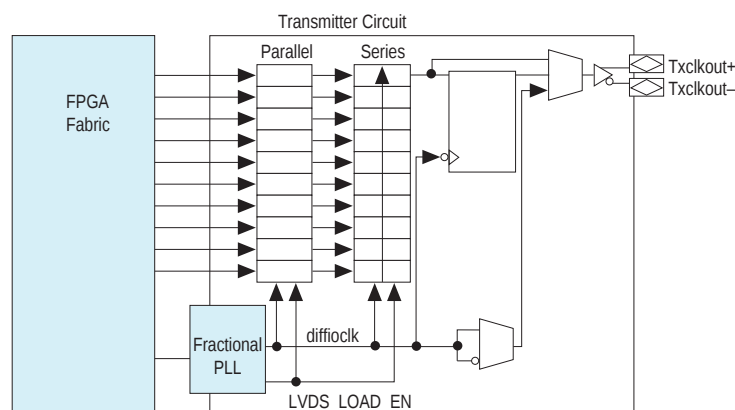 Transmitter Circuit
Parallel
Series
FPGA
Fabric
Txclkout+
Txclkout–
Fractional
PLL
diffioclk
LVDS_LOAD_EN